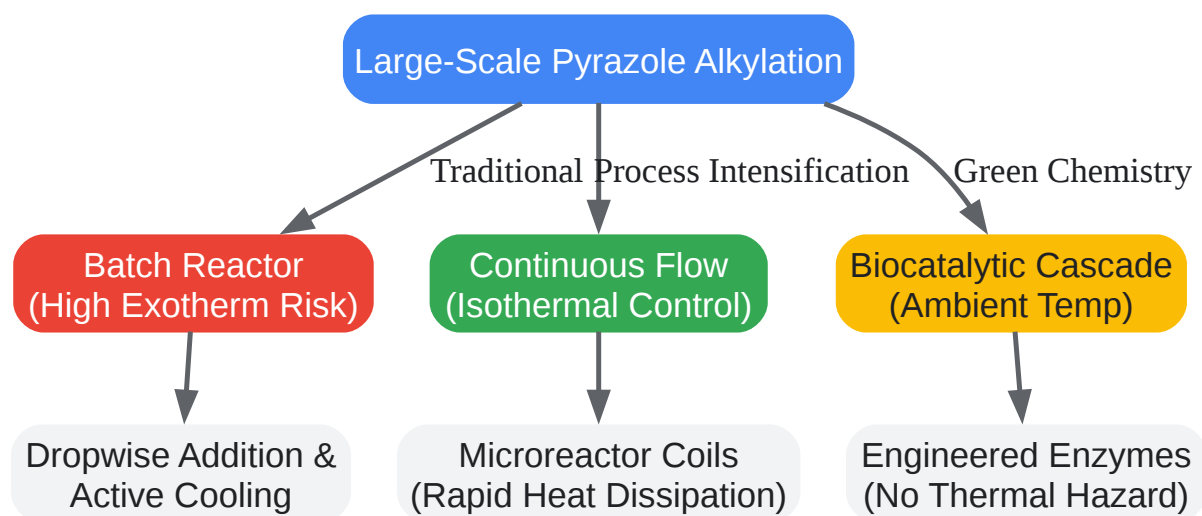 Large-Scale Pyrazole Alkylation
Traditional
Process Intensification
Green Chemistry
Batch Reactor
(High Exotherm Risk)
Continuous Flow
(Isothermal Control)
Biocatalytic Cascade
(Ambient Temp)
Dropwise Addition &
Active Cooling
Microreactor Coils
(Rapid Heat Dissipation)
Engineered Enzymes
(No Thermal Hazard)